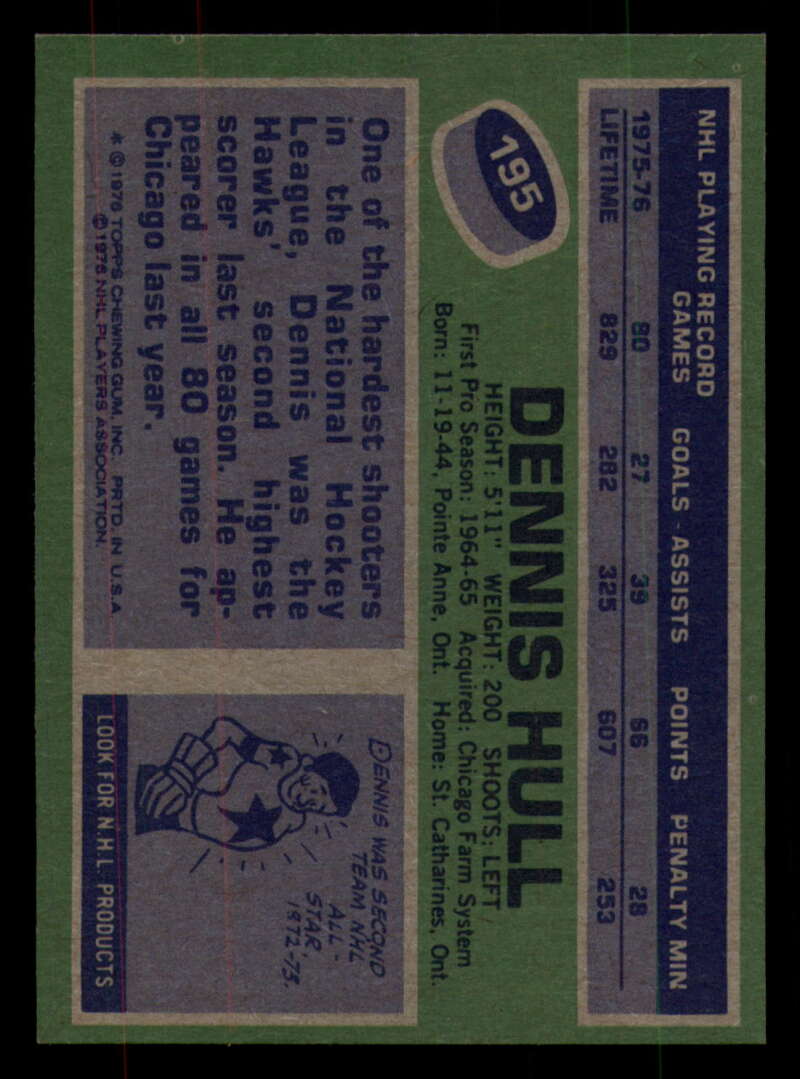 195
DENNIS HULL
HEIGHT: 5'11" WEIGHT: 200 SHOOTS: LEFT
First Pro Season: 1964-65 Acquired: Chicago Farm System
Born: 11-19-44, Pointe Anne, Ont. Home: St. Catharines, Ont.
NHL PLAYING RECORD
GAMES GOALS - ASSISTS POINTS PENALTY MIN
1975-76 80 27 39 66 28
LIFETIME 829 282 325 607 253
One of the hardest shooters
in the National Hockey
League, Dennis was the
Hawks' second highest
scorer last season. He ap-
peared in all 80 games for
Chicago last year.
* © 1976 TOPPS CHEWING GUM, INC. PRTD. IN U.S.A
© 1976 NHL PLAYERS ASSOCIATION.
DENNIS WAS SECOND
TEAM NHL
ALL-
STAR,
1972-73.
LOOK FOR N.H.L. PRODUCTS